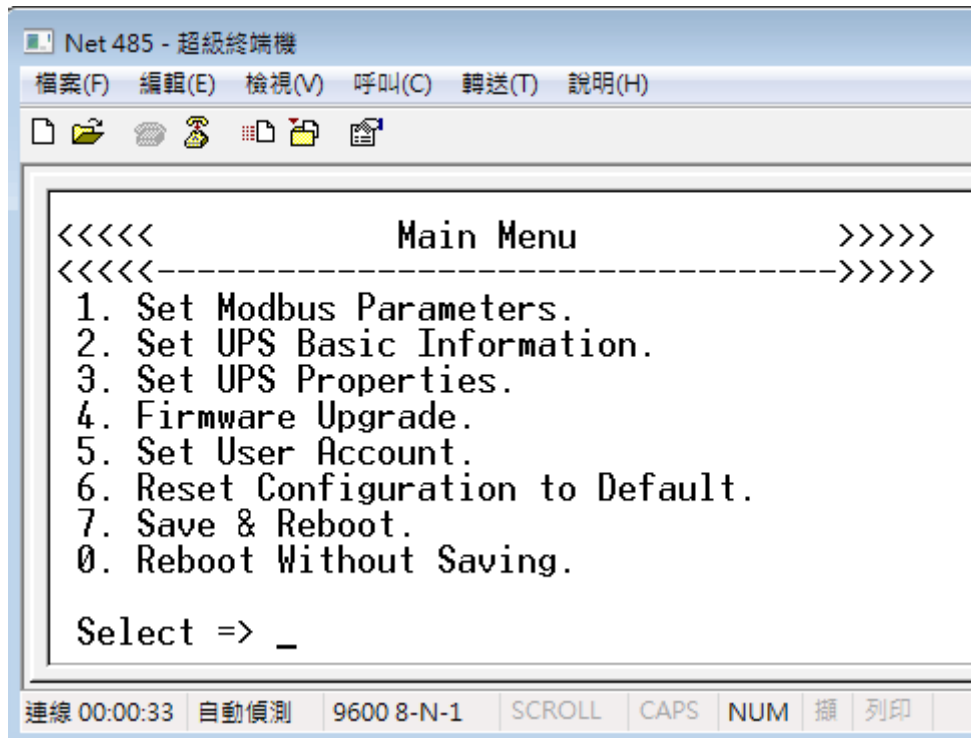 Net 485 - 超級終端機
檔案(F) 編輯(E) 檢視(V) 呼叫(C) 轉送(T) 說明(H)
<<<<< Main Menu >>>>>
<<<<<---------------------------------->>>>>
1. Set Modbus Parameters.
2. Set UPS Basic Information.
3. Set UPS Properties.
4. Firmware Upgrade.
5. Set User Account.
6. Reset Configuration to Default.
7. Save & Reboot.
0. Reboot Without Saving.
Select => _
連線 00:00:33 自動偵測 9600 8-N-1 SCROLL CAPS NUM 擷 列印